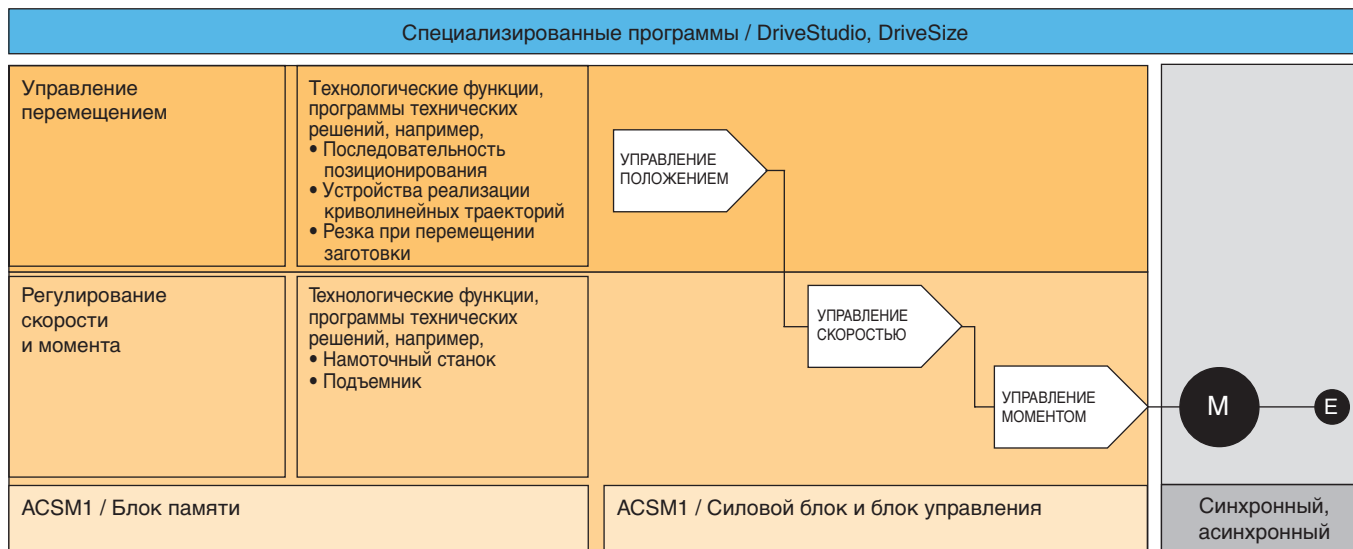 Специализированные программы / DriveStudio, DriveSize
Управление
перемещением
Технологические функции,
программы технических
решений, например,
• Последовательность
позиционирования
• Устройства реализации
криволинейных траекторий
• Резка при перемещении
заготовки
УПРАВЛЕНИЕ
ПОЛОЖЕНИЕМ
Регулирование
скорости
и момента
Технологические функции,
программы технических
решений, например,
• Намоточный станок
• Подъемник
УПРАВЛЕНИЕ
СКОРОСТЬЮ
УПРАВЛЕНИЕ
МОМЕНТОМ
M
E
ACSM1 / Блок памяти
ACSM1 / Силовой блок и блок управления
Синхронный,
асинхронный